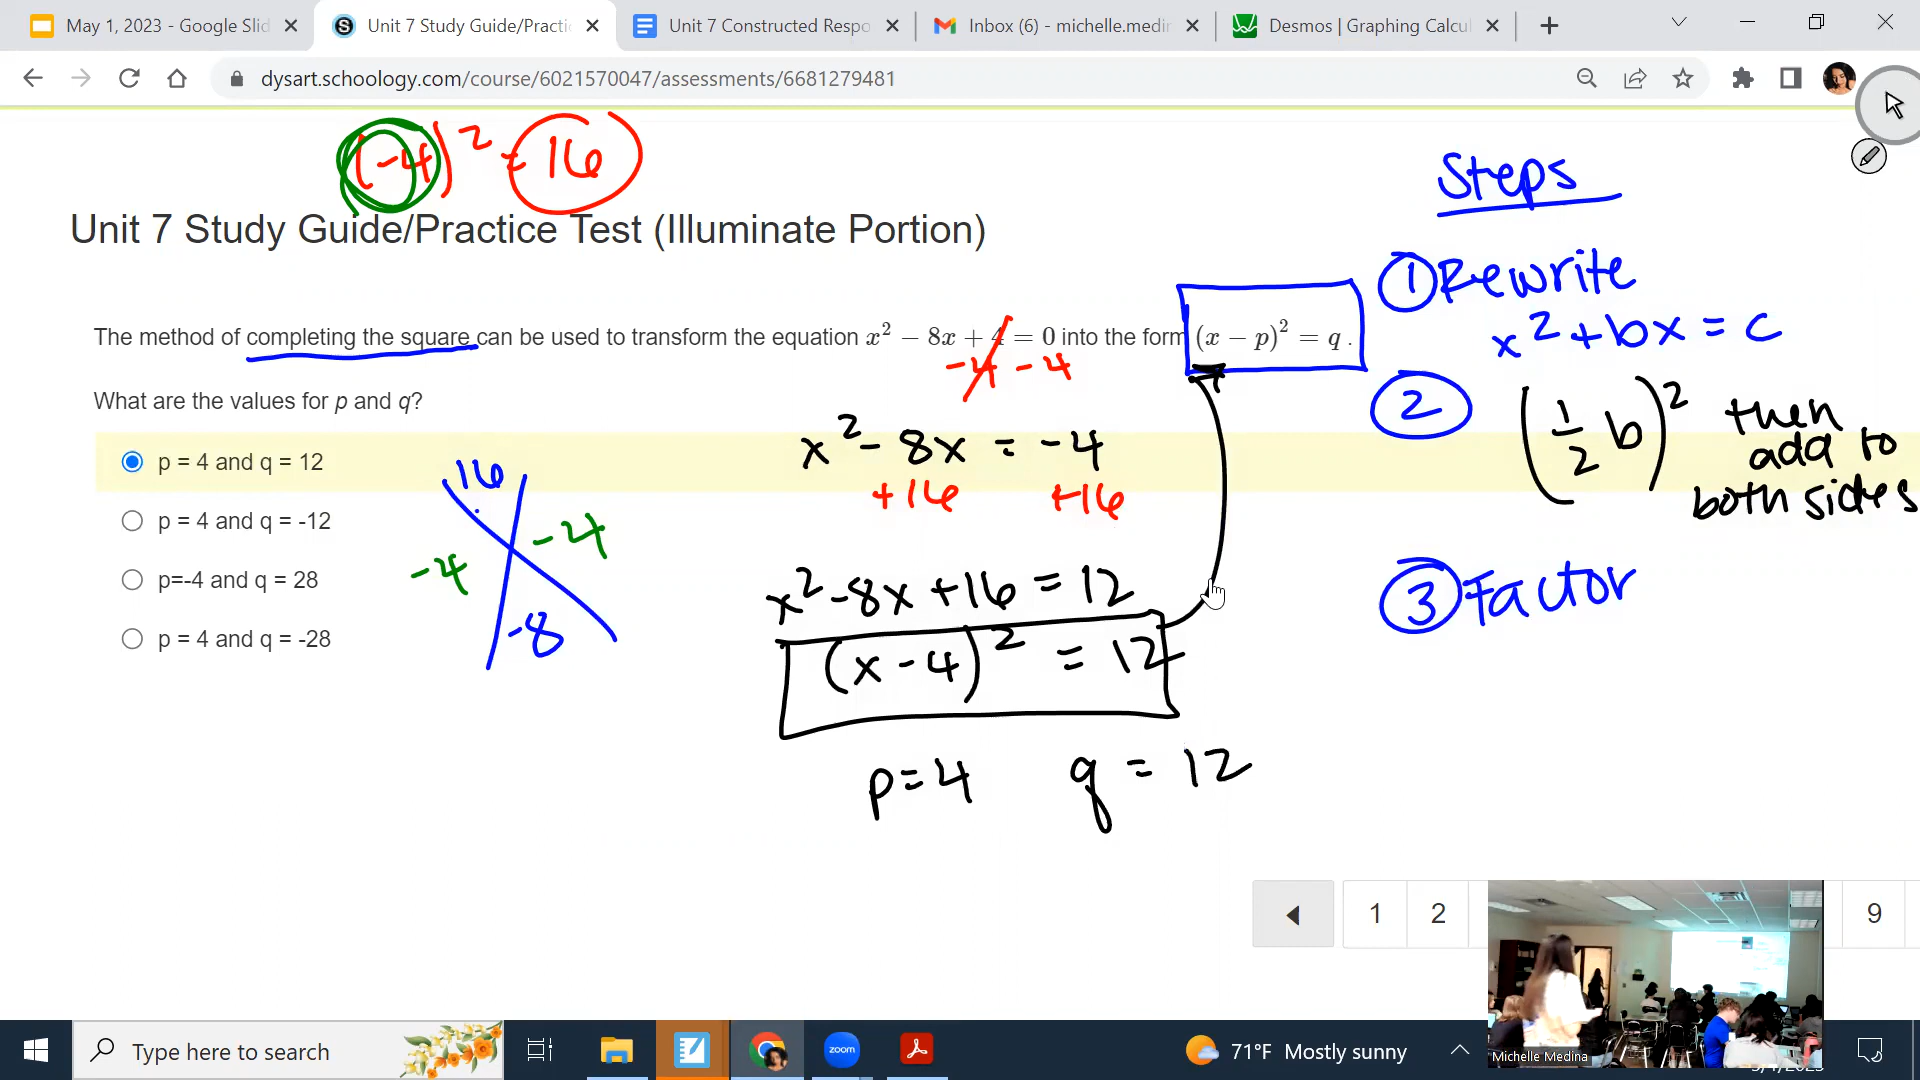 May 1, 2023 - Google Slid
Unit 7 Study Guide/Practi
Unit 7 Constructed Respo
Inbox (6) - michelle.medin
Desmos | Graphing Calcul
dysart.schoology.com/course/6021570047/assessments/6681279481
(-4)² = 16
Steps
Unit 7 Study Guide/Practice Test (Illuminate Portion)
① Rewrite
x² + bx = c
The method of completing the square can be used to transform the equation x² − 8x + 4 = 0 into the form (x − p)² = q .
-4 -4
What are the values for p and q?
② (1/2 b)² then
add to
both sides
x² - 8x = -4
+16 +16
p = 4 and q = 12
p = 4 and q = -12
p=-4 and q = 28
p = 4 and q = -28
16
-4 -4
-8
x² - 8x + 16 = 12
(x - 4)² = 12
③ Factor
p = 4 q = 12
1 2 9
Michelle Medina
Type here to search
zoom
71°F Mostly sunny